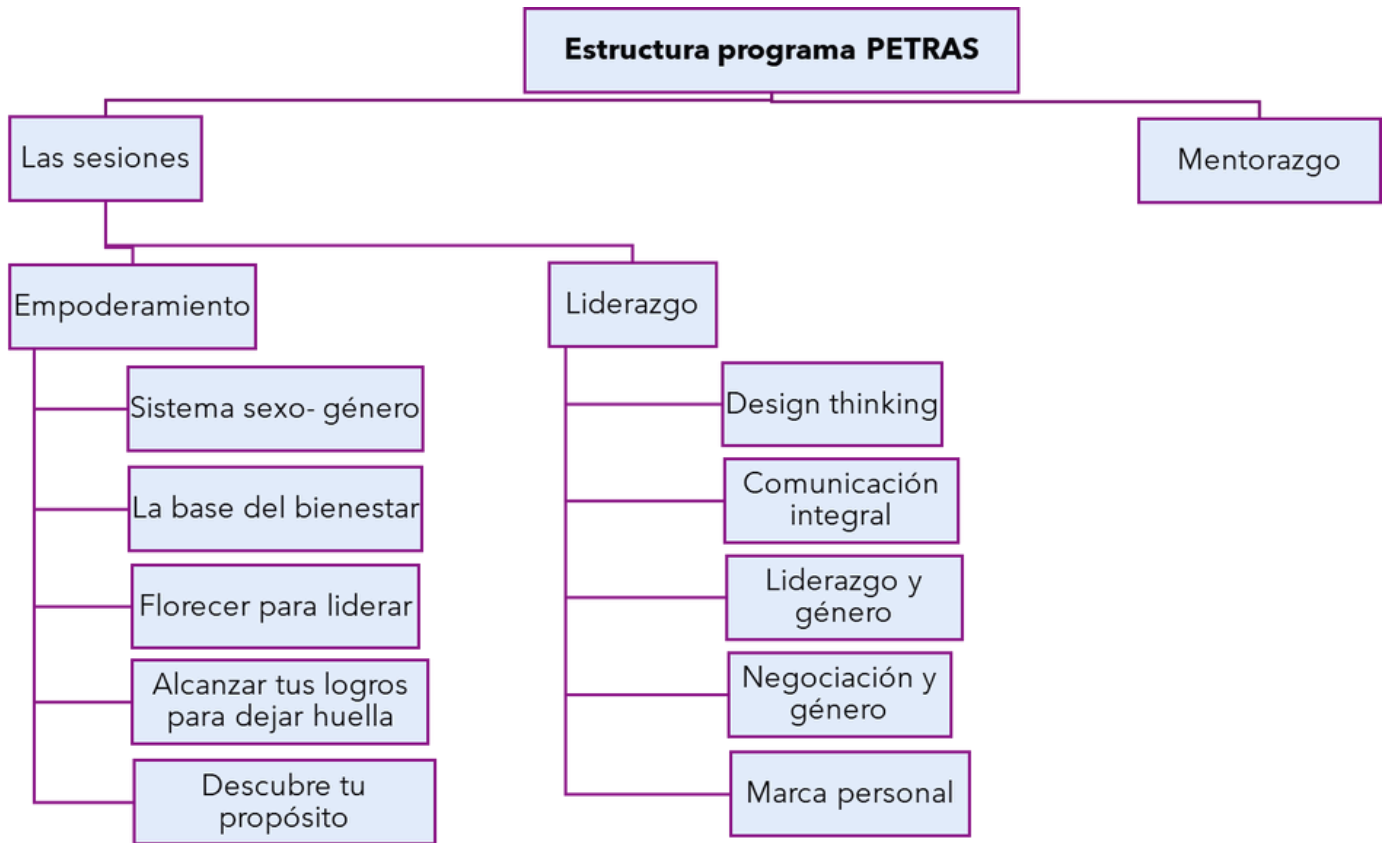 Estructura programa PETRAS
Las sesiones
Mentorazgo
Empoderamiento
Liderazgo
Sistema sexo- género
La base del bienestar
Florecer para liderar
Alcanzar tus logros
para dejar huella
Descubre tu
propósito
Design thinking
Comunicación
integral
Liderazgo y
género
Negociación y
género
Marca personal